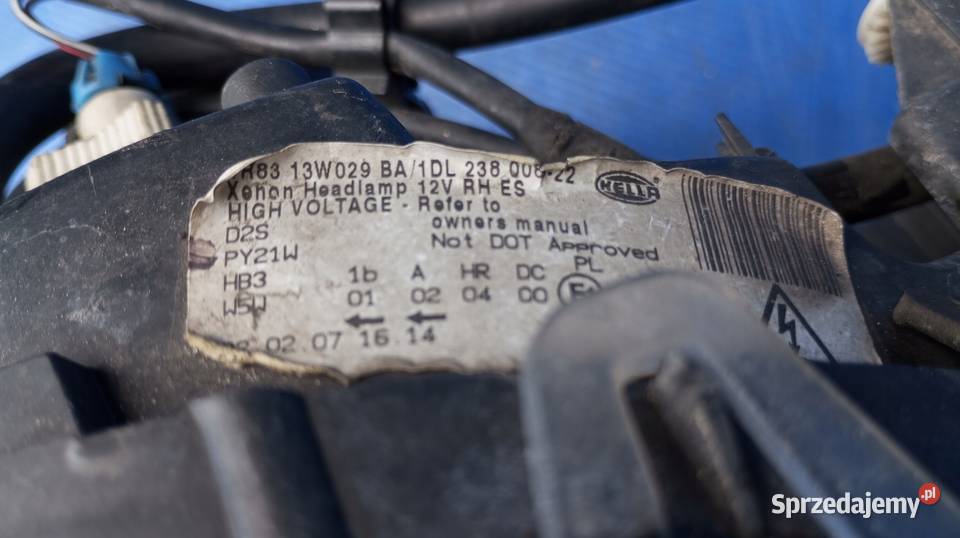 H83 13W029 BA/1DL 238 008-22
Xenon Headlamp 12V RH ES
HELLA
HIGH VOLTAGE - Refer to
owners manual
D2S
Not DOT Approved
PY21W
PL
HB3 1b A HR DC
W5W 01 02 04 00 E
← ←
02.07 16 14
Sprzedajemy.pl